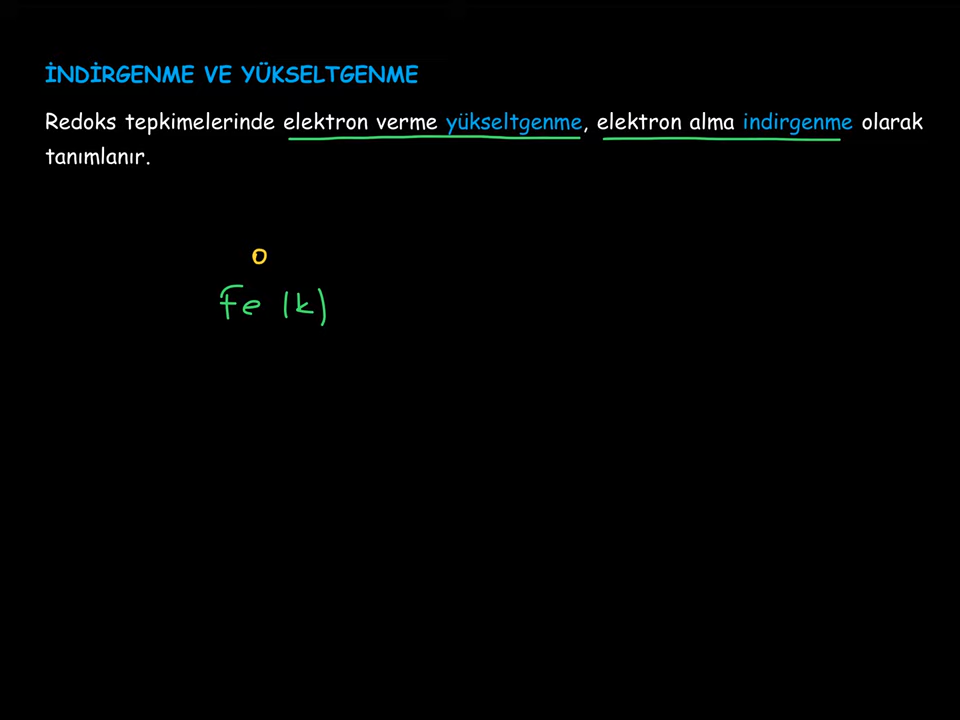 İNDİRGENME VE YÜKSELTGENME
Redoks tepkimelerinde elektron verme yükseltgenme, elektron alma indirgenme olarak
tanımlanır.
0
Fe (k)